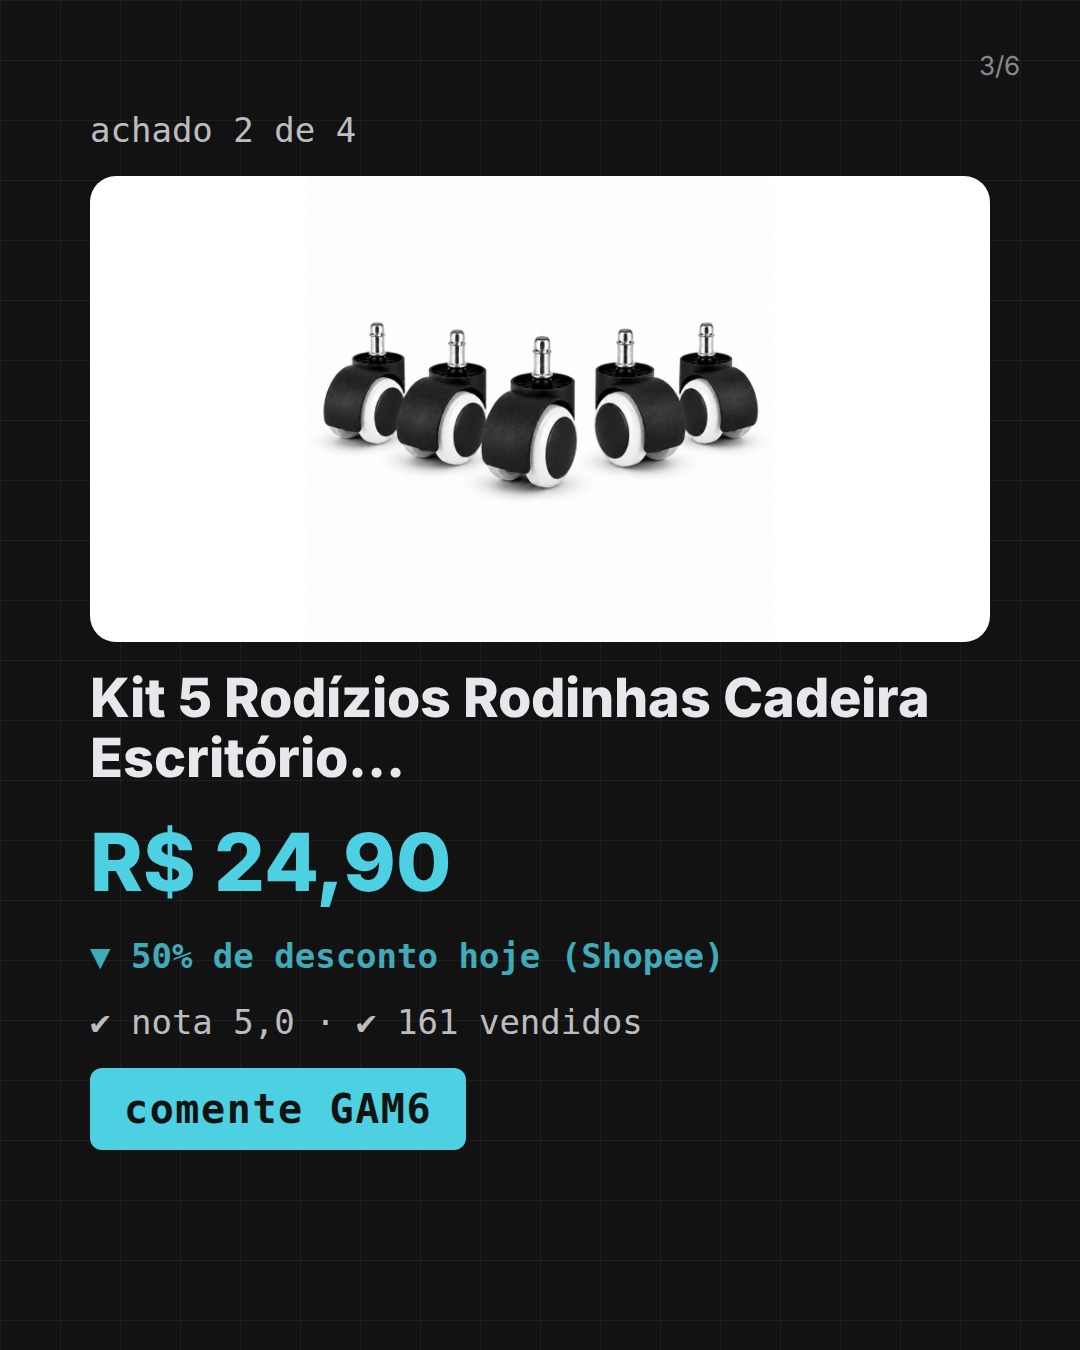 3/6
achado 2 de 4
Kit 5 Rodízios Rodinhas Cadeira
Escritório...
R$ 24,90
▼ 50% de desconto hoje (Shopee)
✔ nota 5,0 · ✔ 161 vendidos
comente GAM6